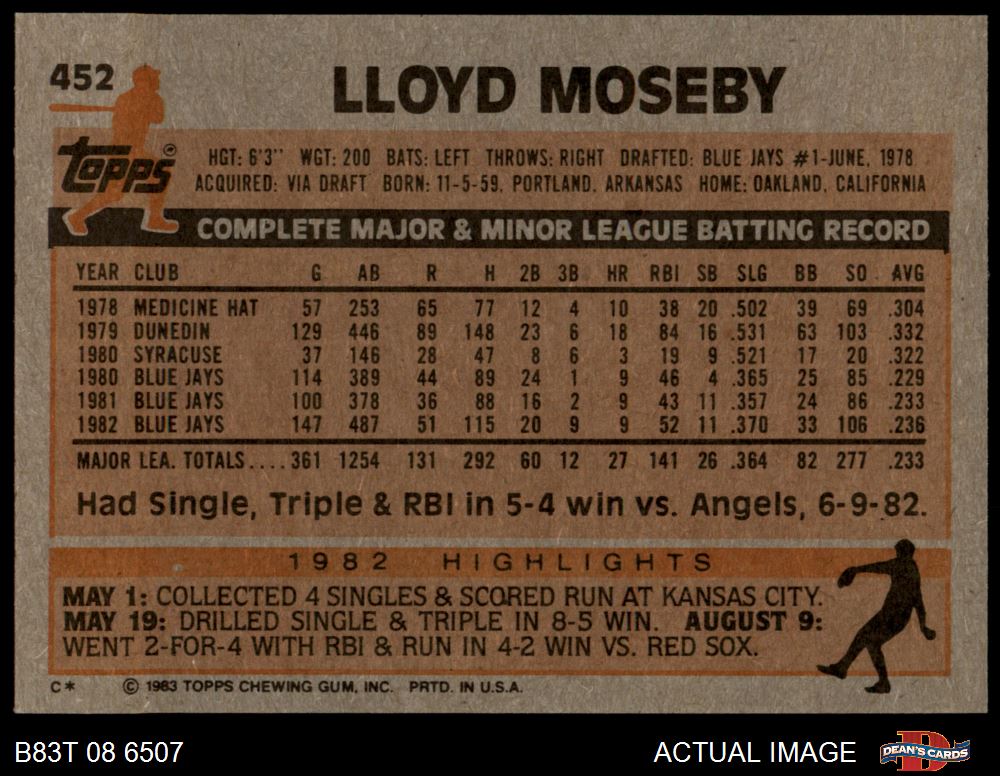 452
LLOYD MOSEBY
TOPPS®
HGT: 6'3" WGT: 200 BATS: LEFT THROWS: RIGHT DRAFTED: BLUE JAYS #1-JUNE, 1978
ACQUIRED: VIA DRAFT BORN: 11-5-59, PORTLAND, ARKANSAS HOME: OAKLAND, CALIFORNIA
COMPLETE MAJOR & MINOR LEAGUE BATTING RECORD
YEAR CLUB G AB R H 2B 3B HR RBI SB SLG BB SO AVG
1978 MEDICINE HAT 57 253 65 77 12 4 10 38 20 .502 39 69 .304
1979 DUNEDIN 129 446 89 148 23 6 18 84 16 .531 63 103 .332
1980 SYRACUSE 37 146 28 47 8 6 3 19 9 .521 17 20 .322
1980 BLUE JAYS 114 389 44 89 24 1 9 46 4 .365 25 85 .229
1981 BLUE JAYS 100 378 36 88 16 2 9 43 11 .357 24 86 .233
1982 BLUE JAYS 147 487 51 115 20 9 9 52 11 .370 33 106 .236
MAJOR LEA. TOTALS.... 361 1254 131 292 60 12 27 141 26 .364 82 277 .233
Had Single, Triple & RBI in 5-4 win vs. Angels, 6-9-82.
1982 HIGHLIGHTS
MAY 1: COLLECTED 4 SINGLES & SCORED RUN AT KANSAS CITY.
MAY 19: DRILLED SINGLE & TRIPLE IN 8-5 WIN. AUGUST 9:
WENT 2-FOR-4 WITH RBI & RUN IN 4-2 WIN VS. RED SOX.
C* © 1983 TOPPS CHEWING GUM, INC. PRTD. IN U.S.A.
B83T 08 6507 ACTUAL IMAGE DEAN'S CARDS